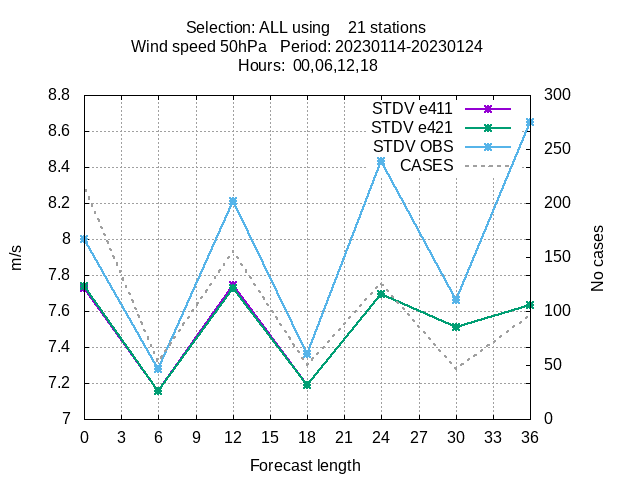 Selection: ALL using    21 stations
Wind speed 50hPa   Period: 20230114-20230124
Hours:  00,06,12,18
STDV e411
STDV e421
STDV OBS
CASES
8.8
8.6
8.4
8.2
8
7.8
7.6
7.4
7.2
7
300
250
200
150
100
50
0
m/s
No cases
0 3 6 9 12 15 18 21 24 27 30 33 36
Forecast length